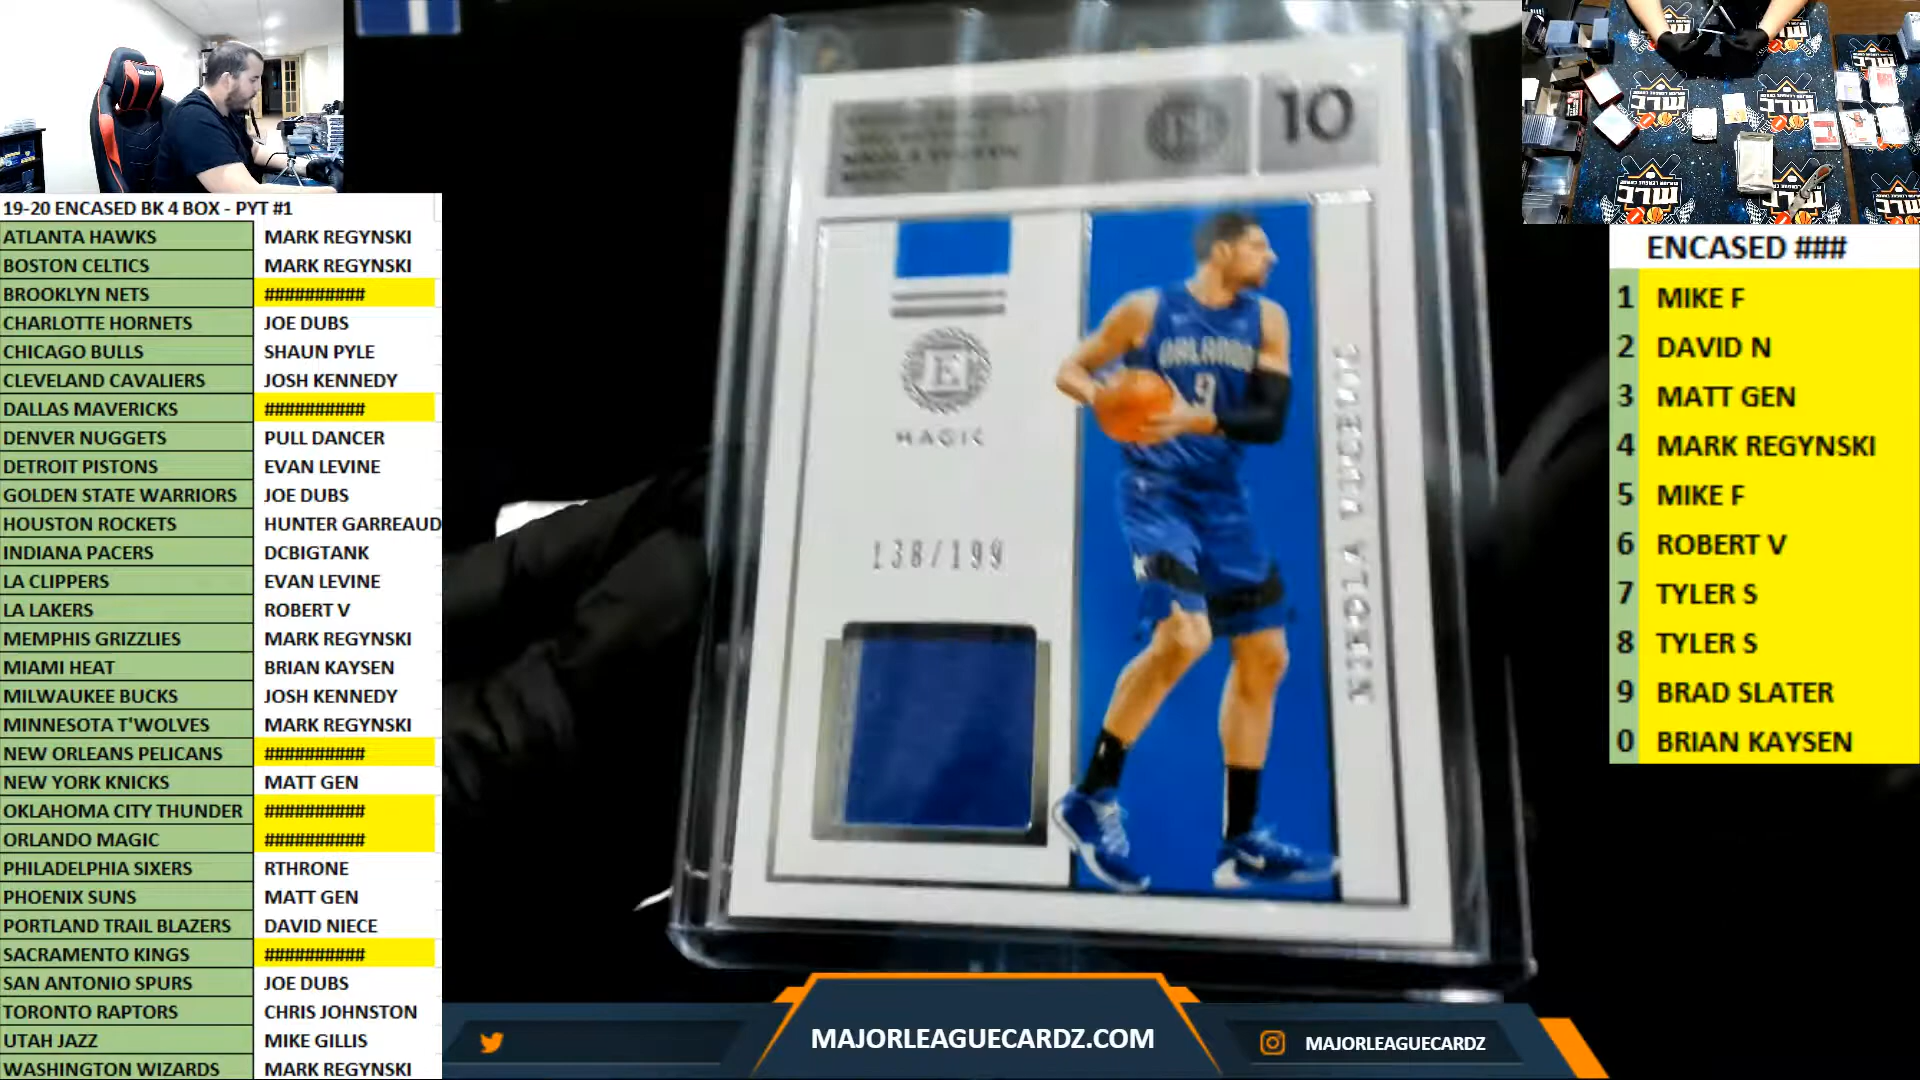 19-20 ENCASED BK 4 BOX - PYT #1
ATLANTA HAWKS MARK REGYNSKI
BOSTON CELTICS MARK REGYNSKI
BROOKLYN NETS ##########
CHARLOTTE HORNETS JOE DUBS
CHICAGO BULLS SHAUN PYLE
CLEVELAND CAVALIERS JOSH KENNEDY
DALLAS MAVERICKS ##########
DENVER NUGGETS PULL DANCER
DETROIT PISTONS EVAN LEVINE
GOLDEN STATE WARRIORS JOE DUBS
HOUSTON ROCKETS HUNTER GARREAUD
INDIANA PACERS DCBIGTANK
LA CLIPPERS EVAN LEVINE
LA LAKERS ROBERT V
MEMPHIS GRIZZLIES MARK REGYNSKI
MIAMI HEAT BRIAN KAYSEN
MILWAUKEE BUCKS JOSH KENNEDY
MINNESOTA T'WOLVES MARK REGYNSKI
NEW ORLEANS PELICANS ##########
NEW YORK KNICKS MATT GEN
OKLAHOMA CITY THUNDER ##########
ORLANDO MAGIC ##########
PHILADELPHIA SIXERS RTHRONE
PHOENIX SUNS MATT GEN
PORTLAND TRAIL BLAZERS DAVID NIECE
SACRAMENTO KINGS ##########
SAN ANTONIO SPURS JOE DUBS
TORONTO RAPTORS CHRIS JOHNSTON
UTAH JAZZ MIKE GILLIS
WASHINGTON WIZARDS MARK REGYNSKI
10
E
E
MAGIC
138/199
ORLANDO
9
NIKOLA VUCEVIC
ENCASED ###
1 MIKE F
2 DAVID N
3 MATT GEN
4 MARK REGYNSKI
5 MIKE F
6 ROBERT V
7 TYLER S
8 TYLER S
9 BRAD SLATER
0 BRIAN KAYSEN
MAJORLEAGUECARDZ.COM
MAJORLEAGUECARDZ